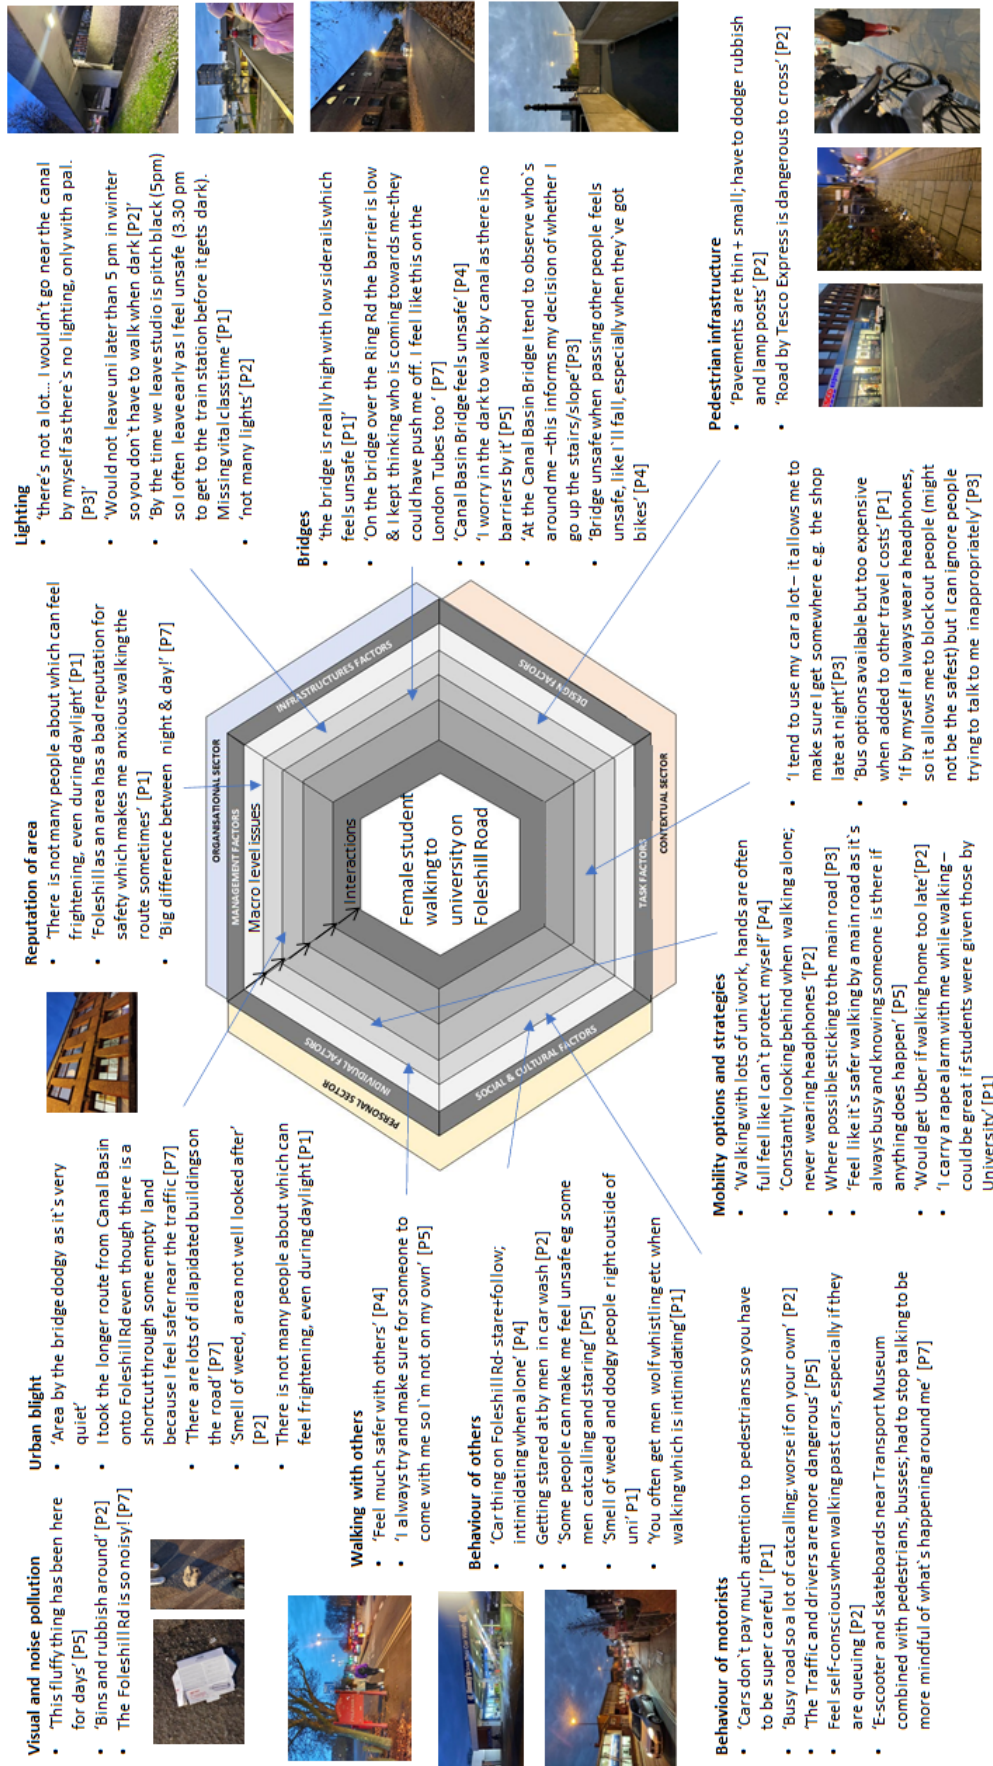 Visual and noise pollution
• ‘This fluffy thing has been here
for days’ [P5]
• ‘Bins and rubbish around’ [P2]
• The Foleshill Rd is so noisy! [P7]
Urban blight
• ‘Area by the bridge dodgy as it`s very
quiet’
• I took the longer route from Canal Basin
onto Foleshill Rd even though there is a
shortcut through some empty land
because I feel safer near the traffic [P7]
• ‘There are lots of dilapidated buildings on
the road’ [P7]
• ‘Smell of weed, area not well looked after’
[P2]
• There is not many people about which can
feel frightening, even during daylight [P1]
Reputation of area
• ‘There is not many people about which can feel
frightening, even during daylight’ [P1]
• ‘Foleshill as an area has a bad reputation for
safety which makes me anxious walking the
route sometimes’ [P1]
• ‘Big difference between night & day!’ [P7]
Lighting
• ‘there`s not a lot... I wouldn`t go near the canal
by myself as there`s no lighting, only with a pal.
[P3]’
• ‘Would not leave uni later than 5 pm in winter
so you don`t have to walk when dark [P2]’
• ‘By the time we leave studio is pitch black (5pm)
so I often leave early as I feel unsafe (3.30 pm
to get to the train station before it gets dark).
Missing vital class time ‘[P1]
• ‘not many lights’ [P2]
Walking with others
• ‘Feel much safer with others’ [P4]
• ‘I always try and make sure for someone to
come with me so I`m not on my own’ [P5]
Behaviour of others
• ‘Car thing on Foleshill Rd- stare+follow;
intimidating when alone’ [P4]
• Getting stared at by men in car wash [P2]
• ‘Some people can make me feel unsafe eg some
men catcalling and staring’ [P5]
• ‘Smell of weed and dodgy people right outside of
uni’ P1]
• ‘You often get men wolf whistling etc when
walking which is intimidating’[P1]
ORGANISATIONAL SECTOR
MANAGEMENT FACTORS
Macro level issues
Interactions
INFRASTRUCTURES FACTORS
DESIGN FACTORS
PERSONAL SECTOR
INDIVIDUAL FACTORS
SOCIAL & CULTURAL FACTORS
Female student
walking to
university on
Foleshill Road
TASK FACTORS
CONTEXTUAL SECTOR
Bridges
• ‘the bridge is really high with low siderails which
feels unsafe [P1]’
• ‘On the bridge over the Ring Rd the barrier is low
& I kept thinking who is coming towards me-they
could have push me off. I feel like this on the
London Tubes too ‘ [P7]
• ‘Canal Basin Bridge feels unsafe’ [P4]
• ‘I worry in the dark to walk by canal as there is no
barriers by it’ [P5]
• ‘At the Canal Basin Bridge I tend to observe who`s
around me –this informs my decision of whether I
go up the stairs/slope’[P3]
• ‘Bridge unsafe when passing other people feels
unsafe, like I`ll fall, especially when they`ve got
bikes’ [P4]
Behaviour of motorists
• ‘Cars don`t pay much attention to pedestrians so you have
to be super careful’ [P1]
• ‘Busy road so a lot of catcalling; worse if on your own’ [P2]
• ‘The Traffic and drivers are more dangerous’ [P5]
• Feel self-conscious when walking past cars, especially if they
are queuing [P2]
• ‘E-scooter and skateboards near Transport Museum
combined with pedestrians, busses; had to stop talking to be
more mindful of what`s happening around me’ [P7]
Mobility options and strategies
• ‘Walking with lots of uni work, hands are often
full feel like I can`t protect myself’ [P4]
• ‘Constantly looking behind when walking alone;
never wearing headphones ‘[P2]
• Where possible sticking to the main road [P3]
• ‘Feel like it`s safer walking by a main road as it`s
always busy and knowing someone is there if
anything does happen’ [P5]
• ‘Would get Uber if walking home too late’[P2]
• ‘I carry a rape alarm with me while walking –
could be great if students were given those by
University’ [P1]
• ‘I tend to use my car a lot – it allows me to
make sure I get somewhere e.g. the shop
late at night’[P3]
• ‘Bus options available but too expensive
when added to other travel costs’ [P1]
• ‘If by myself I always wear a headphones,
so it allows me to block out people (might
not be the safest) but I can ignore people
trying to talk to me inappropriately’ [P3]
Pedestrian infrastructure
• ‘Pavements are thin + small; have to dodge rubbish
and lamp posts’ [P2]
• ‘Road by Tesco Express is dangerous to cross’ [P2]